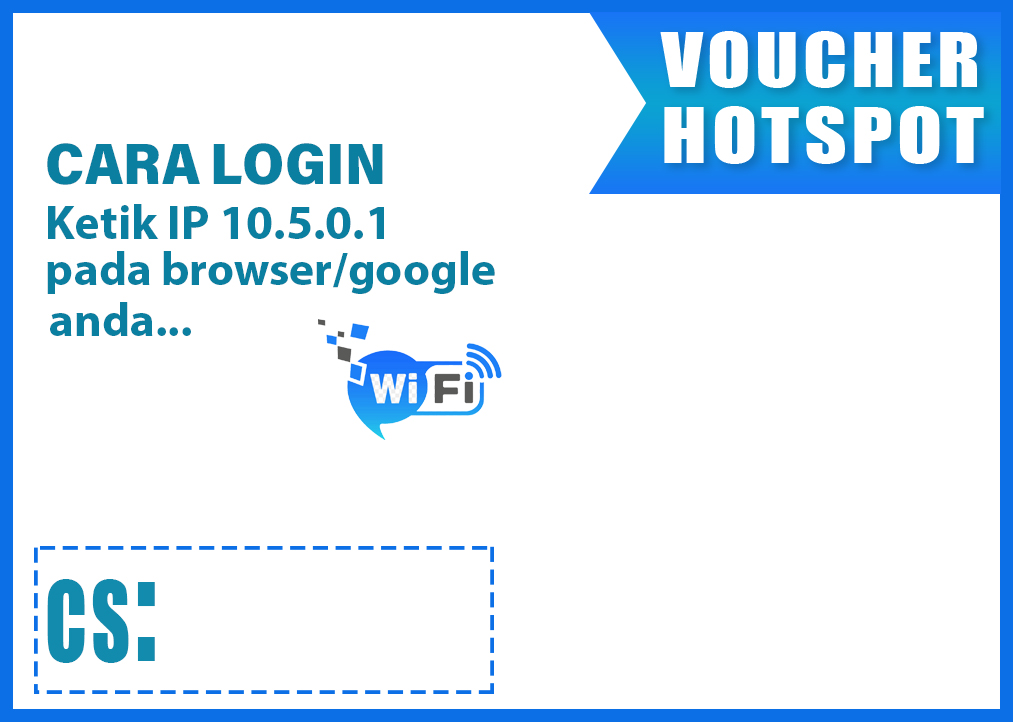 VOUCHER
HOTSPOT
CARA LOGIN
Ketik IP 10.5.0.1
pada browser/google
anda...
WiFi
CS: